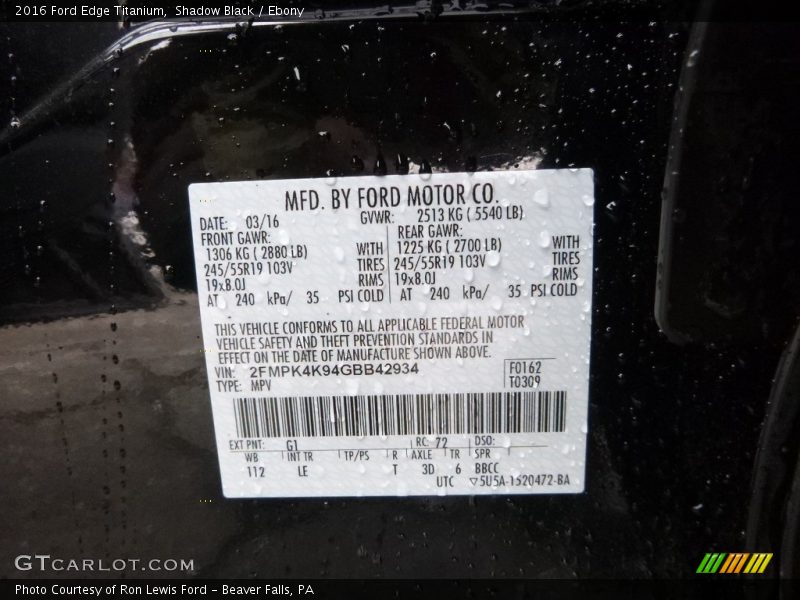 2016 Ford Edge Titanium, Shadow Black / Ebony
MFD. BY FORD MOTOR CO.
DATE: 03/16 GVWR: 2513 KG ( 5540 LB)
FRONT GAWR: REAR GAWR:
1306 KG ( 2880 LB) WITH 1225 KG ( 2700 LB) WITH
245/55R19 103V TIRES 245/55R19 103V TIRES
19x8.0J RIMS 19x8.0J RIMS
AT 240 kPa/ 35 PSI COLD AT 240 kPa/ 35 PSI COLD
THIS VEHICLE CONFORMS TO ALL APPLICABLE FEDERAL MOTOR
VEHICLE SAFETY AND THEFT PREVENTION STANDARDS IN
EFFECT ON THE DATE OF MANUFACTURE SHOWN ABOVE.
VIN: 2FMPK4K94GBB42934 F0162
TYPE: MPV T0309
EXT PNT: G1 RC: 72 DSO:
WB INT TR TP/PS R AXLE TR SPR
112 LE T 3D 6 BBCC
UTC ▽5U5A-1520472-BA
GTCARLOT.COM
Photo Courtesy of Ron Lewis Ford - Beaver Falls, PA